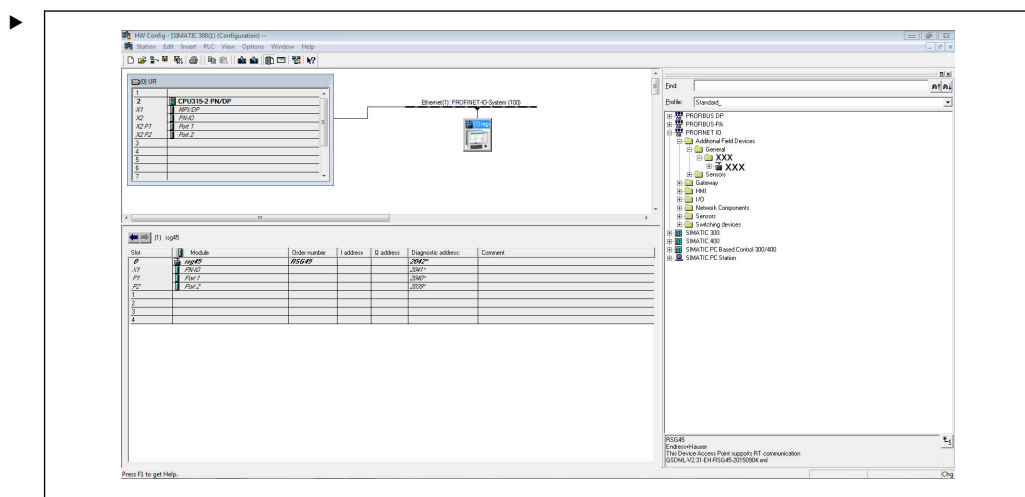 HW Config - [SIMATIC 300(1) (Configuration) --
Station Edit Insert PLC View Options Window Help
(0) UR
1
2 CPU315-2 PN/DP
X1 MPI/DP
X2 PN-IO
X2 P1 Port 1
X2 P2 Port 2
3
4
5
6
7
Ethernet(1): PROFINET-IO-System (100)
(1) rsg
Find:
Profile: Standard_
PROFIBUS DP
PROFIBUS-PA
PROFINET IO
Additional Field Devices
General
XXX
XXX
Sensors
Gateway
HMI
I/O
Network Components
Sensors
Switching devices
SIMATIC 300
SIMATIC 400
SIMATIC PC Based Control 300/400
SIMATIC PC Station
(1) rsg45
Slot Module Order number I address Q address Diagnostic address: Comment
0 rsg45 RSG45 2042*
X1 PN-IO 2041*
P1 Port 1 2040*
P2 Port 2 2039*
1
2
3
4
RSG45
Endress+Hauser
This Device Access Point supports RT communication
GSDML-V2.31-EH-RSG45-20150904.xml
Press F1 to get Help.
Chg